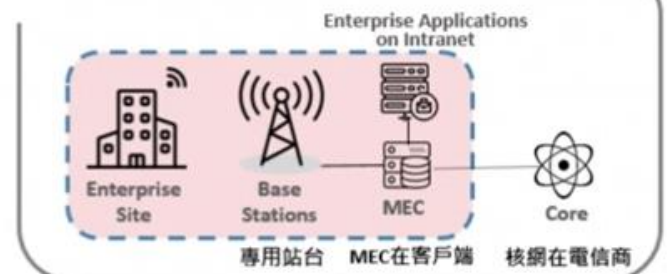 Enterprise Applications
on Intranet
Enterprise
Site
Base
Stations
MEC
Core
專用站台
MEC在客戶端
核網在電信商